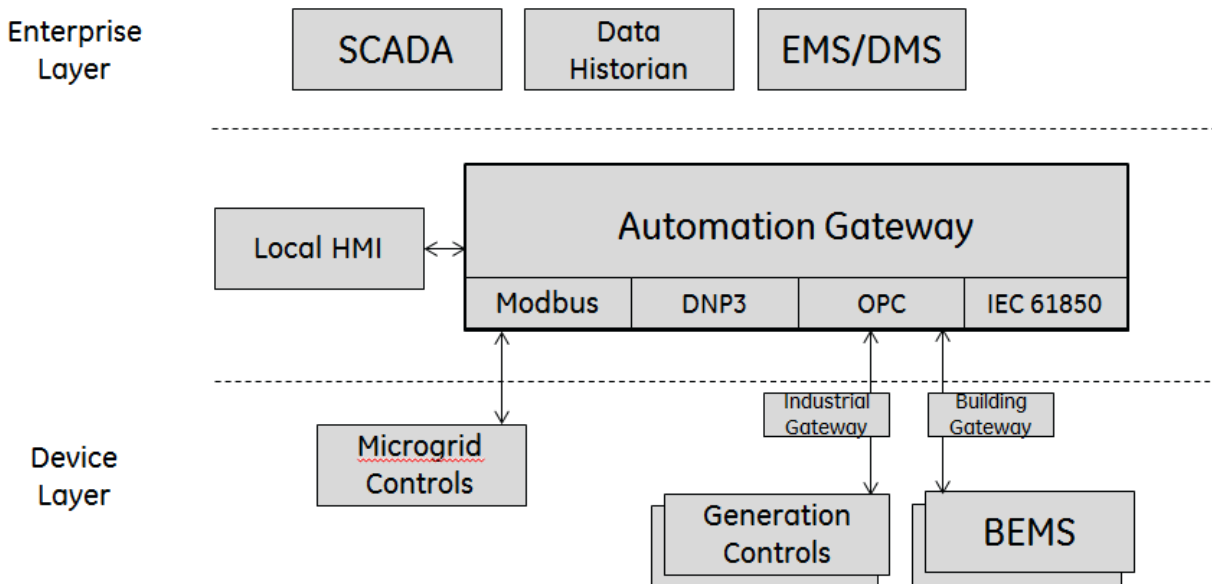 Enterprise
Layer
SCADA
Data
Historian
EMS/DMS
Local HMI
Automation Gateway
Modbus
DNP3
OPC
IEC 61850
Device
Layer
Microgrid
Controls
Industrial
Gateway
Building
Gateway
Generation
Controls
BEMS